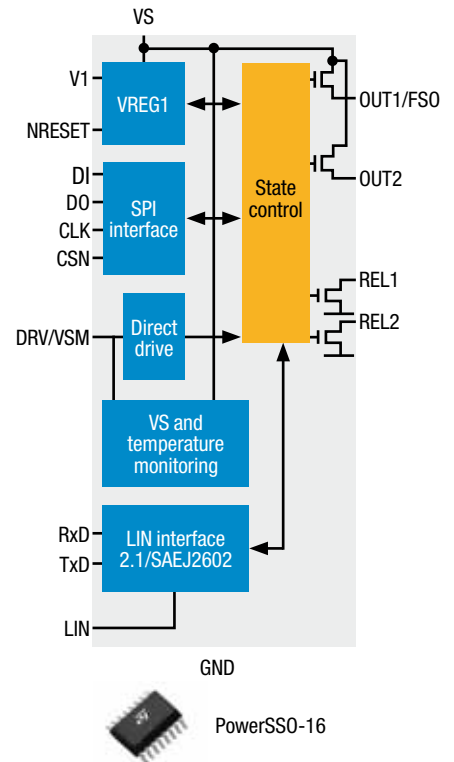 VS
V1
VREG1
NRESET
OUT1/FSO
DI
DO
CLK
CSN
SPI
interface
State
control
OUT2
REL1
REL2
DRV/VSM
Direct
drive
VS and
temperature
monitoring
RxD
TxD
LIN interface
2.1/SAEJ2602
LIN
GND
PowerSSO-16